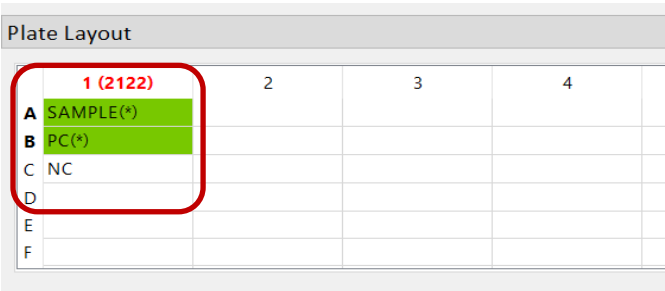 Plate Layout
1 (2122) 2 3 4
A SAMPLE(*)
B PC(*)
C NC
D
E
F